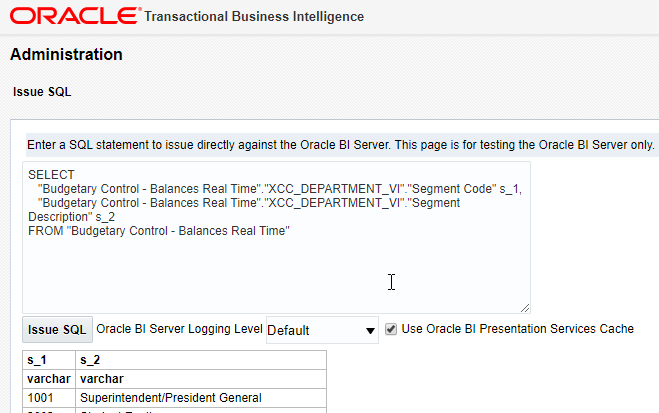 ORACLE Transactional Business Intelligence
Administration
Issue SQL
Enter a SQL statement to issue directly against the Oracle BI Server. This page is for testing the Oracle BI Server only.
SELECT
"Budgetary Control - Balances Real Time"."XCC_DEPARTMENT_VI"."Segment Code" s_1,
"Budgetary Control - Balances Real Time"."XCC_DEPARTMENT_VI"."Segment
Description" s_2
FROM "Budgetary Control - Balances Real Time"
Issue SQL Oracle BI Server Logging Level Default Use Oracle BI Presentation Services Cache
s_1 s_2
varchar varchar
1001 Superintendent/President General